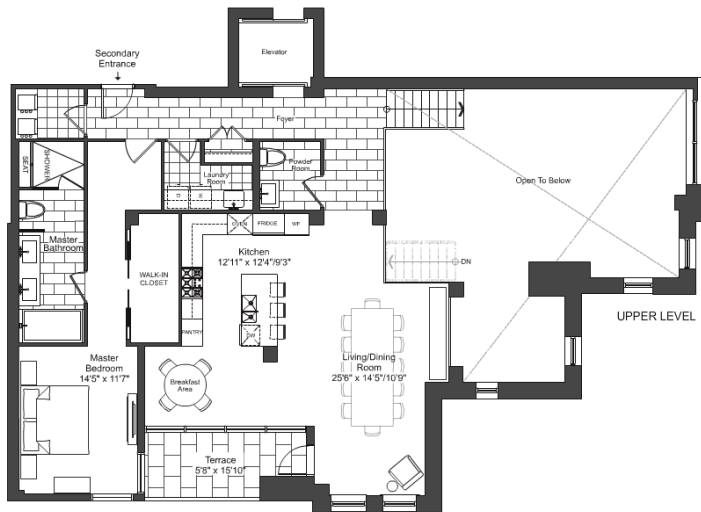 Elevator
Secondary
Entrance
Foyer
SHOWER
SEAT
Laundry
Room
Powder
Room
Open To Below
Master
Bathroom
WALK-IN
CLOSET
OVEN
FRIDGE
WF
Kitchen
12'11" x 12'4"/9'3"
DN
PANTRY
DW
UPPER LEVEL
Master
Bedroom
14'5" x 11'7"
Breakfast
Area
Living/Dining
Room
25'6" x 14'5"/10'9"
Terrace
5'8" x 15'10"